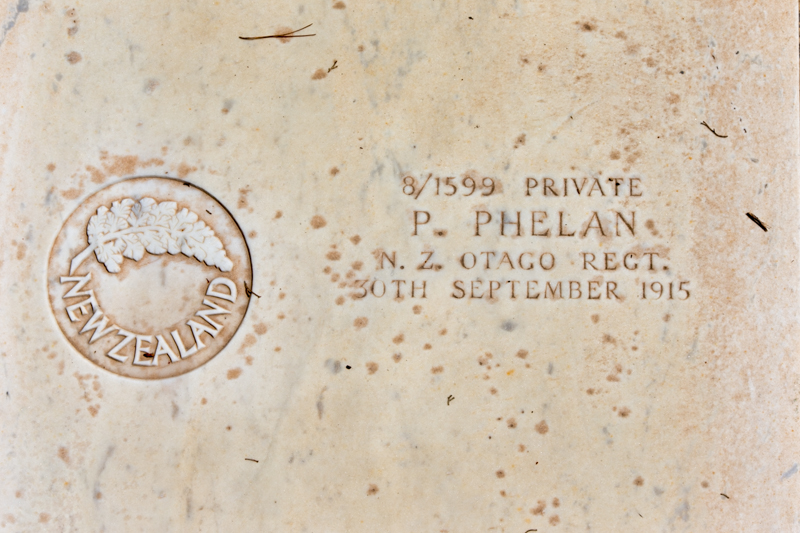 NEW ZEALAND
8/1599 PRIVATE
P. PHELAN
N. Z. OTAGO REGT.
30TH SEPTEMBER 1915